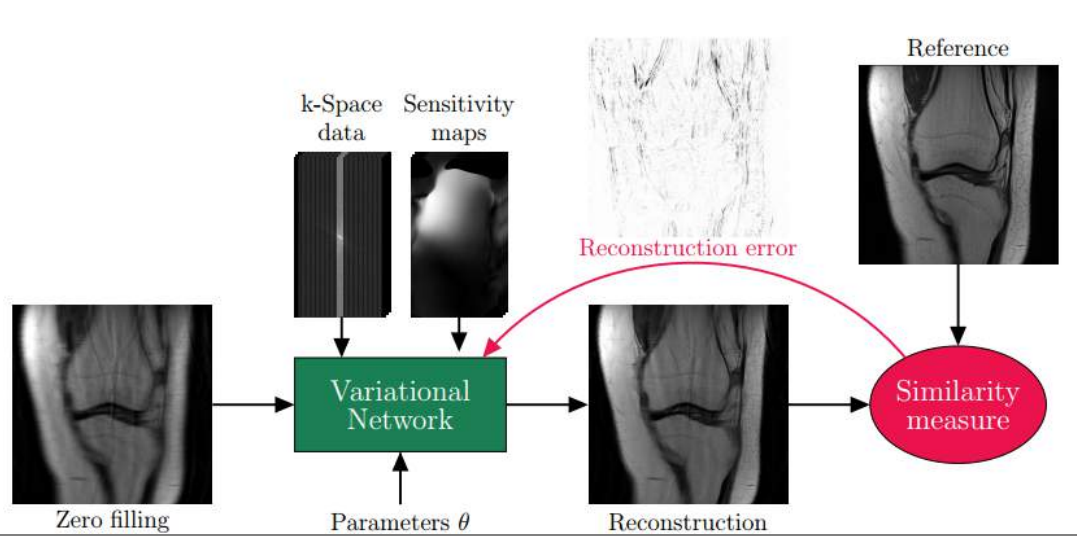 Reference
k-Space
data
Sensitivity
maps
Reconstruction error
Variational
Network
Similarity
measure
Zero filling
Parameters θ
Reconstruction